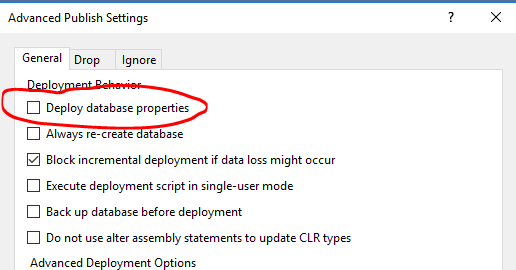 Advanced Publish Settings
General Drop Ignore
Deployment Behavior
Deploy database properties
Always re-create database
Block incremental deployment if data loss might occur
Execute deployment script in single-user mode
Back up database before deployment
Do not use alter assembly statements to update CLR types
Advanced Deployment Options